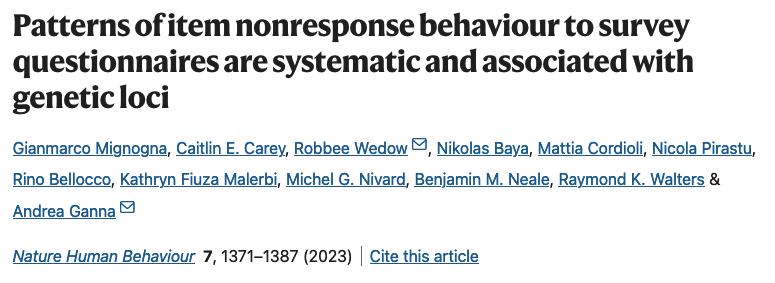 Patterns of item nonresponse behaviour to survey
questionnaires are systematic and associated with
genetic loci
Gianmarco Mignogna, Caitlin E. Carey, Robbee Wedow, Nikolas Baya, Mattia Cordioli, Nicola Pirastu,
Rino Bellocco, Kathryn Fiuza Malerbi, Michel G. Nivard, Benjamin M. Neale, Raymond K. Walters &
Andrea Ganna
Nature Human Behaviour 7, 1371–1387 (2023) | Cite this article